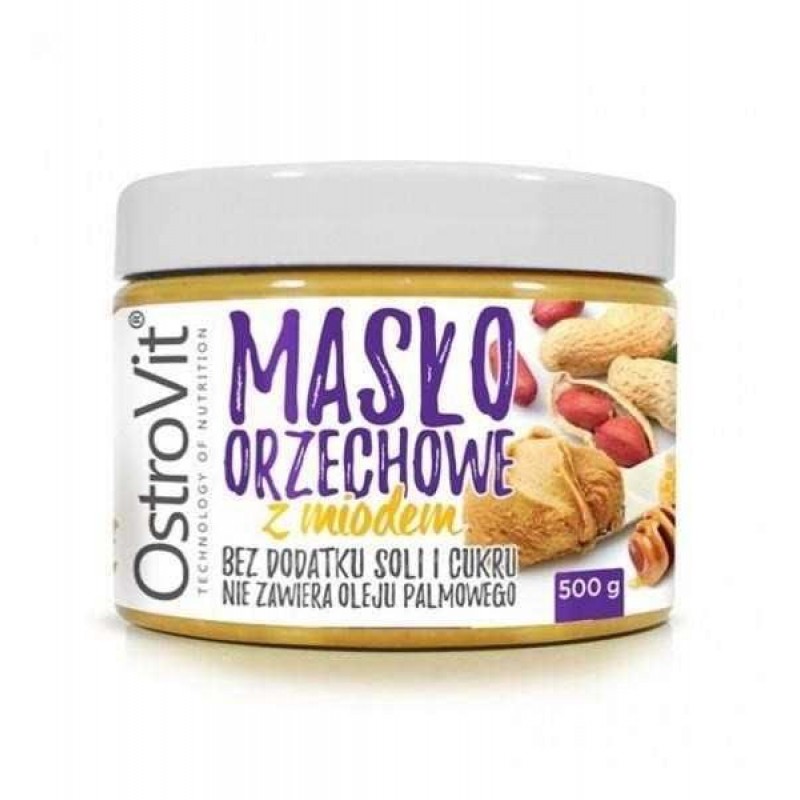 OstroVit®
TECHNOLOGY OF NUTRITION
MASŁO
ORZECHOWE
z miodem
BEZ DODATKU SOLI I CUKRU
NIE ZAWIERA OLEJU PALMOWEGO
500 g